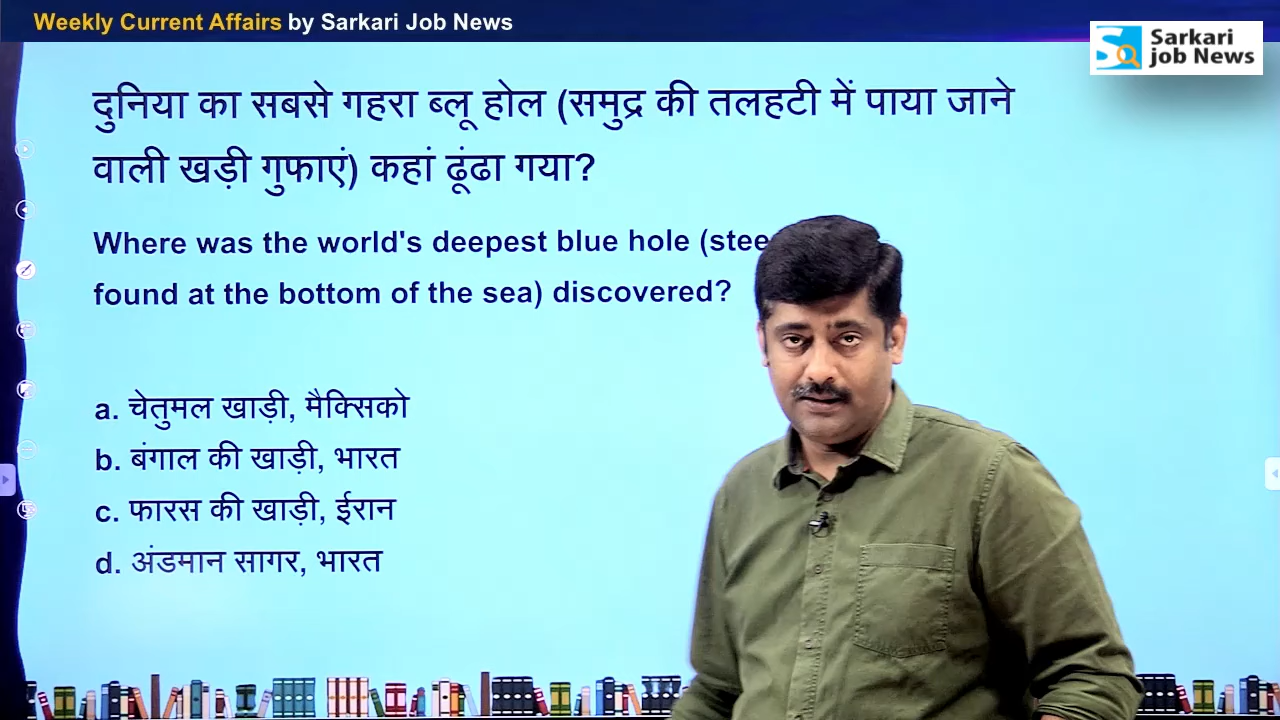 Weekly Current Affairs by Sarkari Job News
Sarkari
Job News
दुनिया का सबसे गहरा ब्लू होल (समुद्र की तलहटी में पाया जाने
वाली खड़ी गुफाएं) कहां ढूंढा गया?
Where was the world's deepest blue hole
found at the bottom of the sea) discovered?
a. चेतुमल खाड़ी, मैक्सिको
b. बंगाल की खाड़ी, भारत
c. फारस की खाड़ी, ईरान
d. अंडमान सागर, भारत